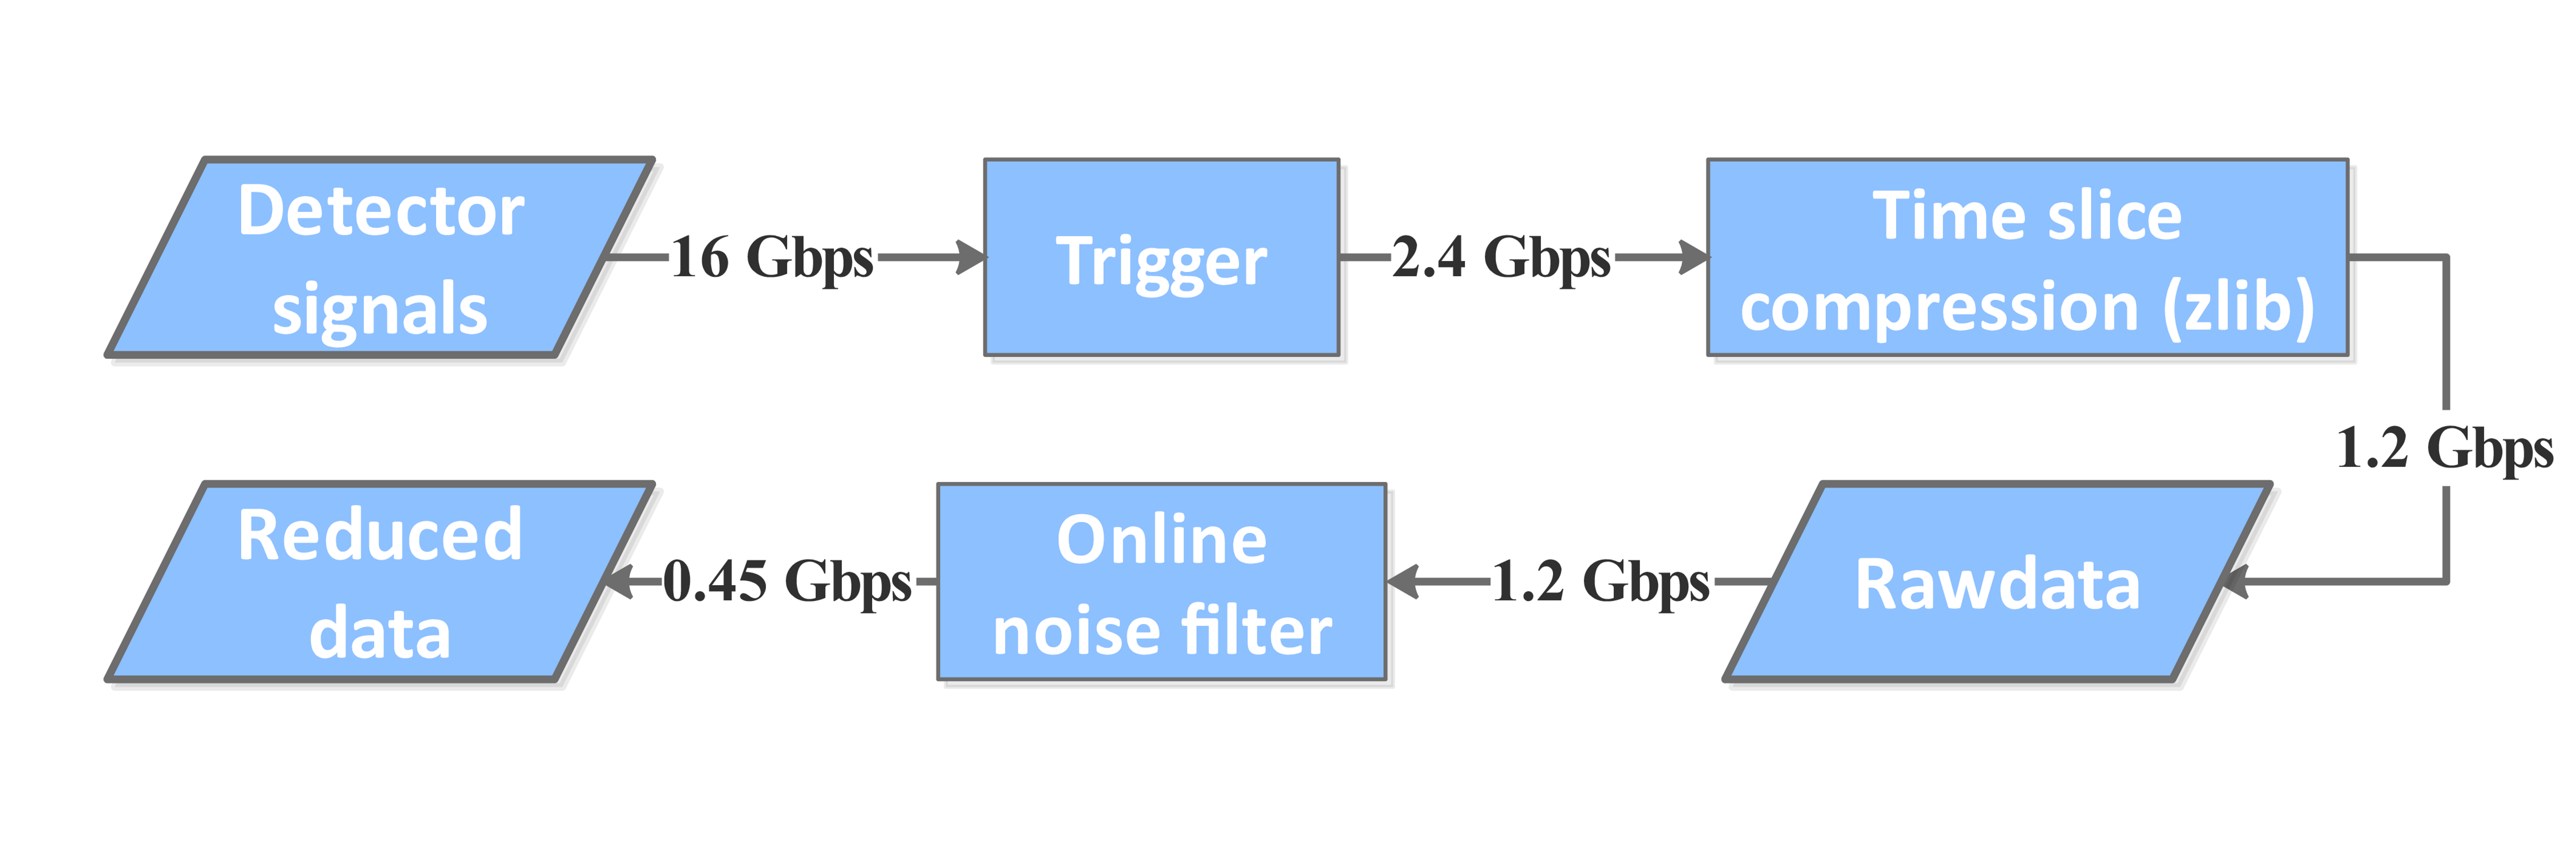 Detector
signals
16 Gbps
Trigger
2.4 Gbps
Time slice
compression (zlib)
1.2 Gbps
Rawdata
1.2 Gbps
Online
noise filter
0.45 Gbps
Reduced
data